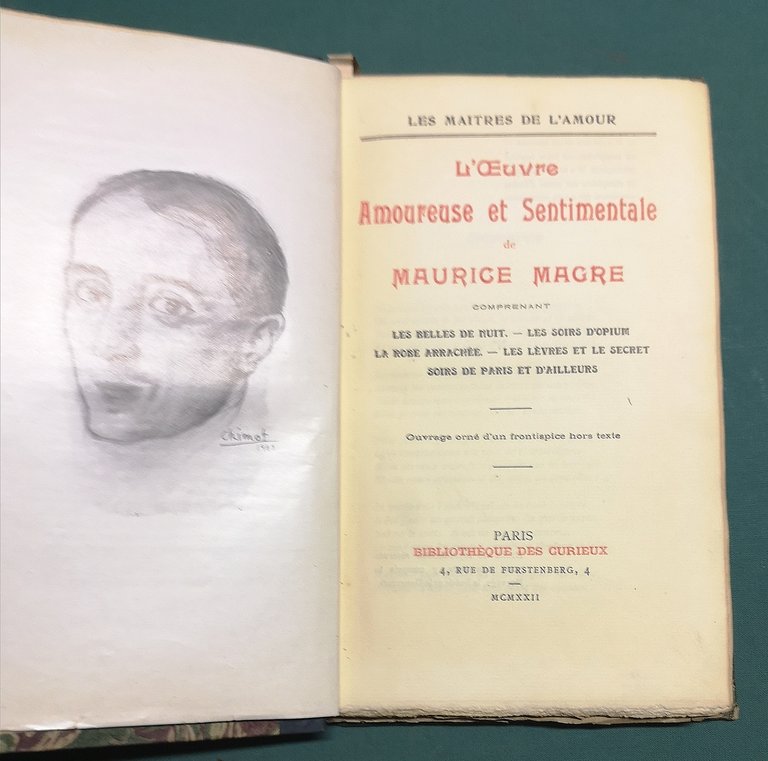 Chimot
LES MAITRES DE L'AMOUR
L'Œuvre
Amoureuse et Sentimentale
de
MAURICE MAGRE
COMPRENANT
LES BELLES DE NUIT. — LES SOIRS D'OPIUM
LA ROBE ARRACHÉE. — LES LÈVRES ET LE SECRET
SOIRS DE PARIS ET D'AILLEURS
Ouvrage orné d'un frontispice hors texte
PARIS
BIBLIOTHÈQUE DES CURIEUX
4, RUE DE FURSTENBERG, 4
MCMXXII